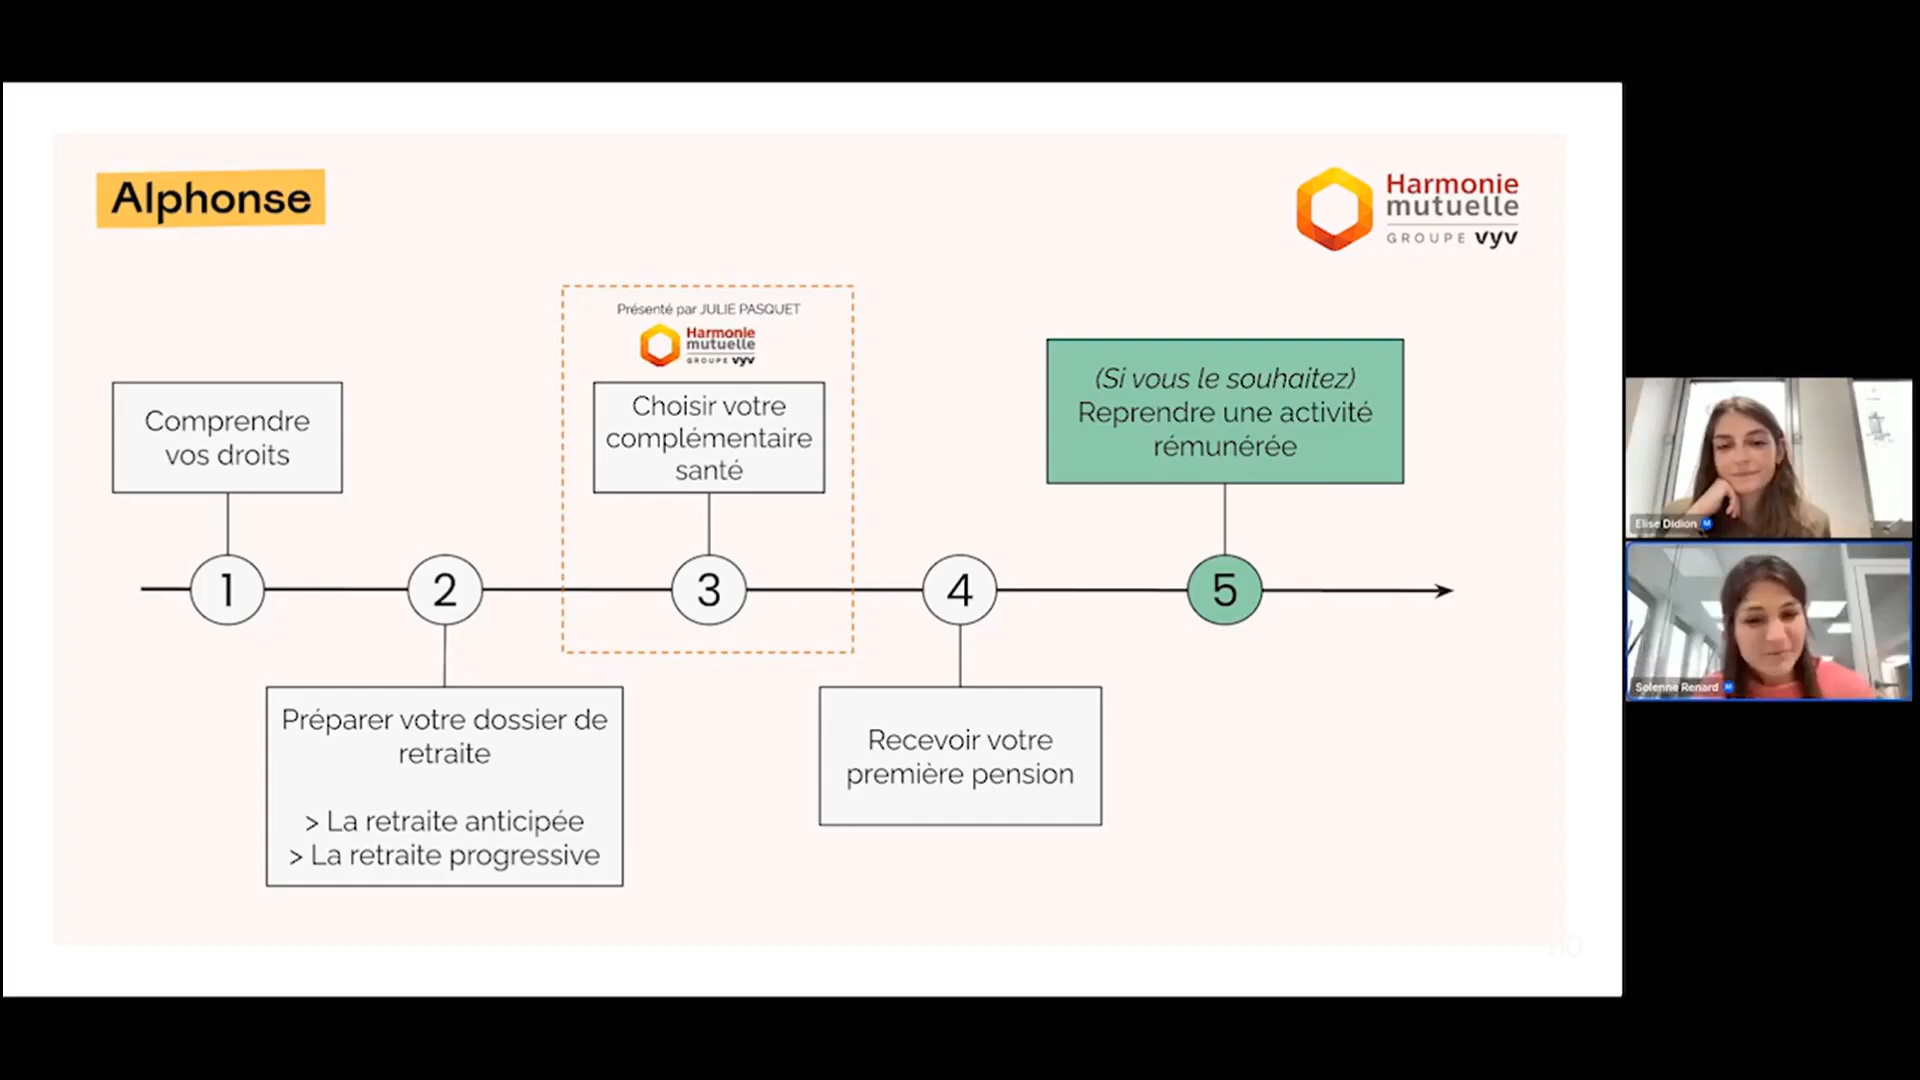 Alphonse
Harmonie
mutuelle
GROUPE vyv
Présenté par JULIE PASQUET
Harmonie
mutuelle
GROUPE vyv
Comprendre
vos droits
Choisir votre
complémentaire
santé
(Si vous le souhaitez)
Reprendre une activité
rémunérée
1
2
3
4
5
Préparer votre dossier de
retraite
> La retraite anticipée
> La retraite progressive
Recevoir votre
première pension
Elise Didion
Solenne Renard